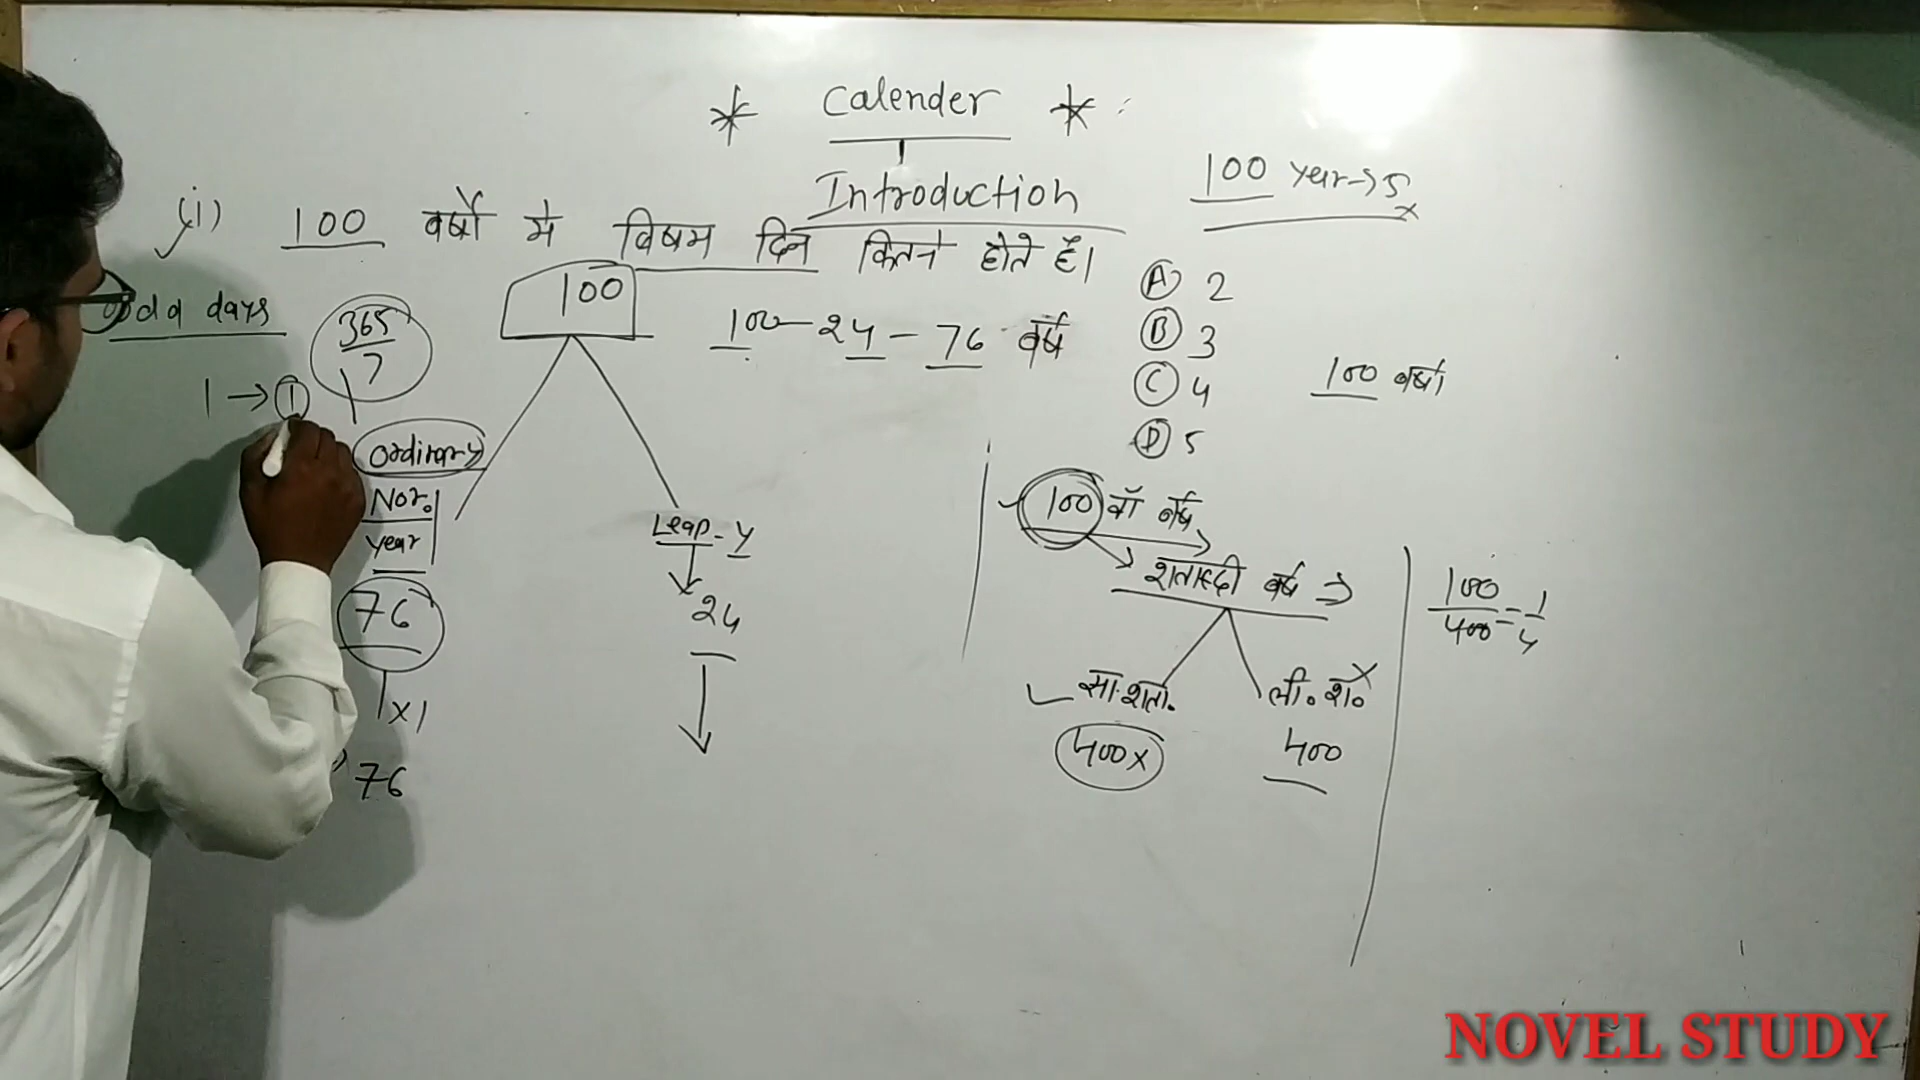 * Calender *
Introduction
100 year → 5
(i) 100 वर्षो मे विषम दिन कितने होते हैं।
odd days
365/7
100
100 - 24 - 76 वर्ष
A 2
B 3
C 4
D 5
100 वर्षो
1 → 1
ordinary
Nor.
year
76
x1
76
Leap-y
24
100 वाँ वर्ष
शताब्दी वर्ष ⇒
सा. शता.
ली. श. x
400x
400
100/400 = 1/4
NOVEL STUDY